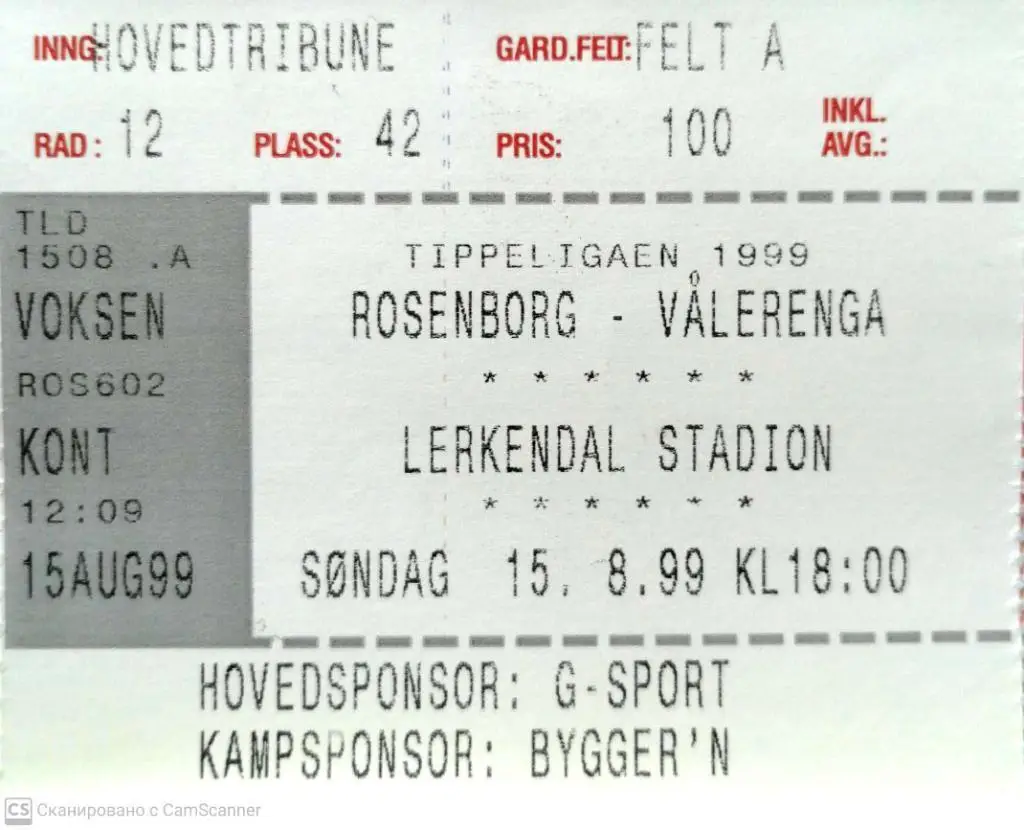 INNG: HOVEDTRIBUNE GARD.FELT: FELT A
RAD: 12 PLASS: 42 PRIS: 100 INKL. AVG.:
TLD
1508 .A
VOKSEN
ROS602
KONT
12:09
15AUG99
TIPPELIGAEN 1999
ROSENBORG - VÅLERENGA
* * * * * *
LERKENDAL STADION
* * * * * *
SØNDAG 15. 8.99 KL18:00
HOVEDSPONSOR: G-SPORT
KAMPSPONSOR: BYGGER'N
CS Сканировано с CamScanner